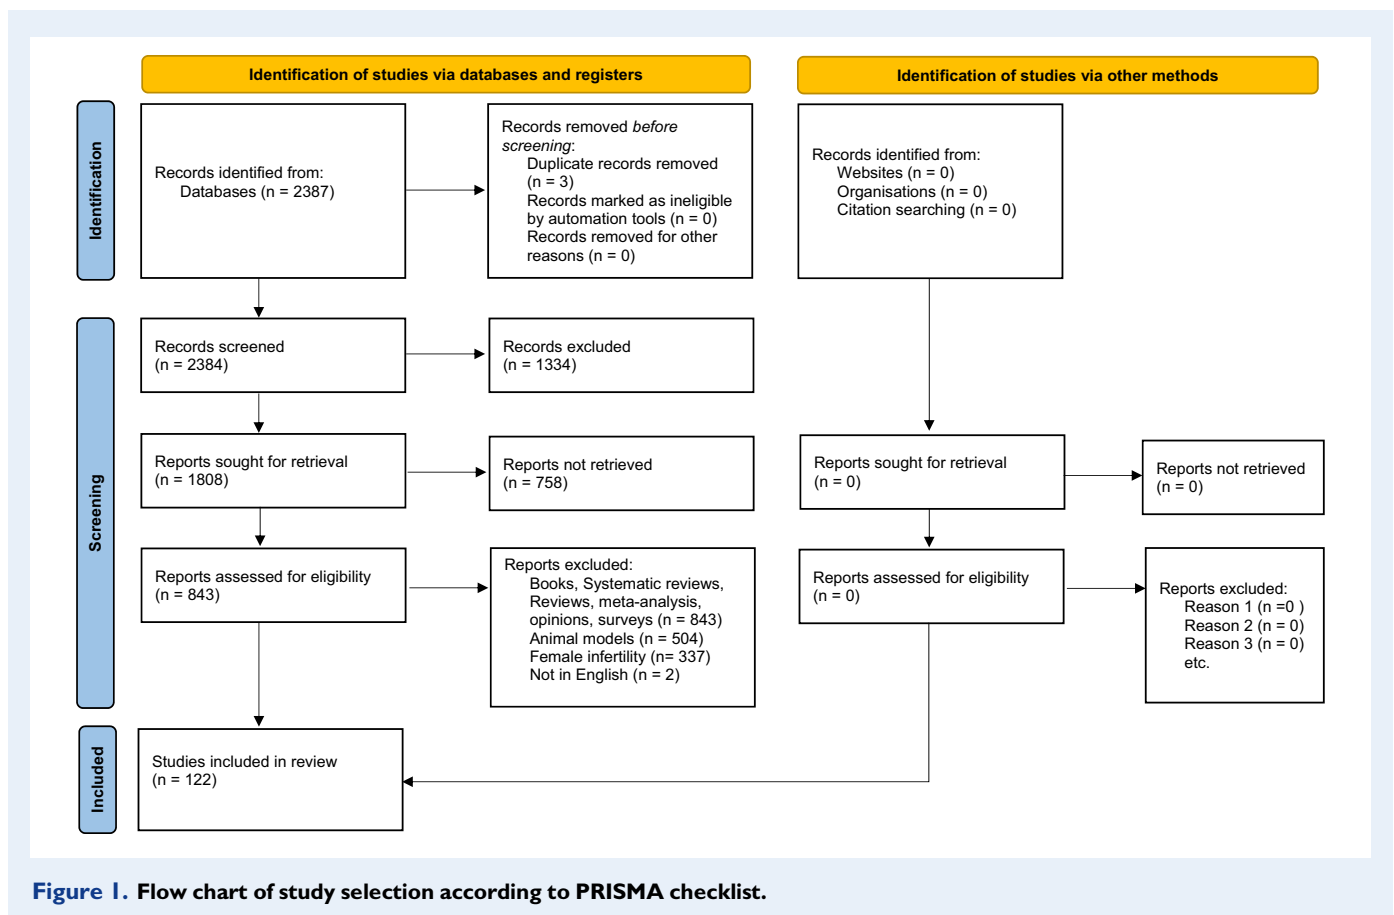 Identification of studies via databases and registers
Identification of studies via other methods
Identification
Records identified from:
Databases (n = 2387)
Records removed before
screening:
Duplicate records removed
(n = 3)
Records marked as ineligible
by automation tools (n = 0)
Records removed for other
reasons (n = 0)
Records identified from:
Websites (n = 0)
Organisations (n = 0)
Citation searching (n = 0)
Screening
Records screened
(n = 2384)
Records excluded
(n = 1334)
Reports sought for retrieval
(n = 1808)
Reports not retrieved
(n = 758)
Reports sought for retrieval
(n = 0)
Reports not retrieved
(n = 0)
Reports assessed for eligibility
(n = 843)
Reports excluded:
Books, Systematic reviews,
Reviews, meta-analysis,
opinions, surveys (n = 843)
Animal models (n = 504)
Female infertility (n= 337)
Not in English (n = 2)
Reports assessed for eligibility
(n = 0)
Reports excluded:
Reason 1 (n =0 )
Reason 2 (n = 0)
Reason 3 (n = 0)
etc.
Included
Studies included in review
(n = 122)
Figure 1. Flow chart of study selection according to PRISMA checklist.